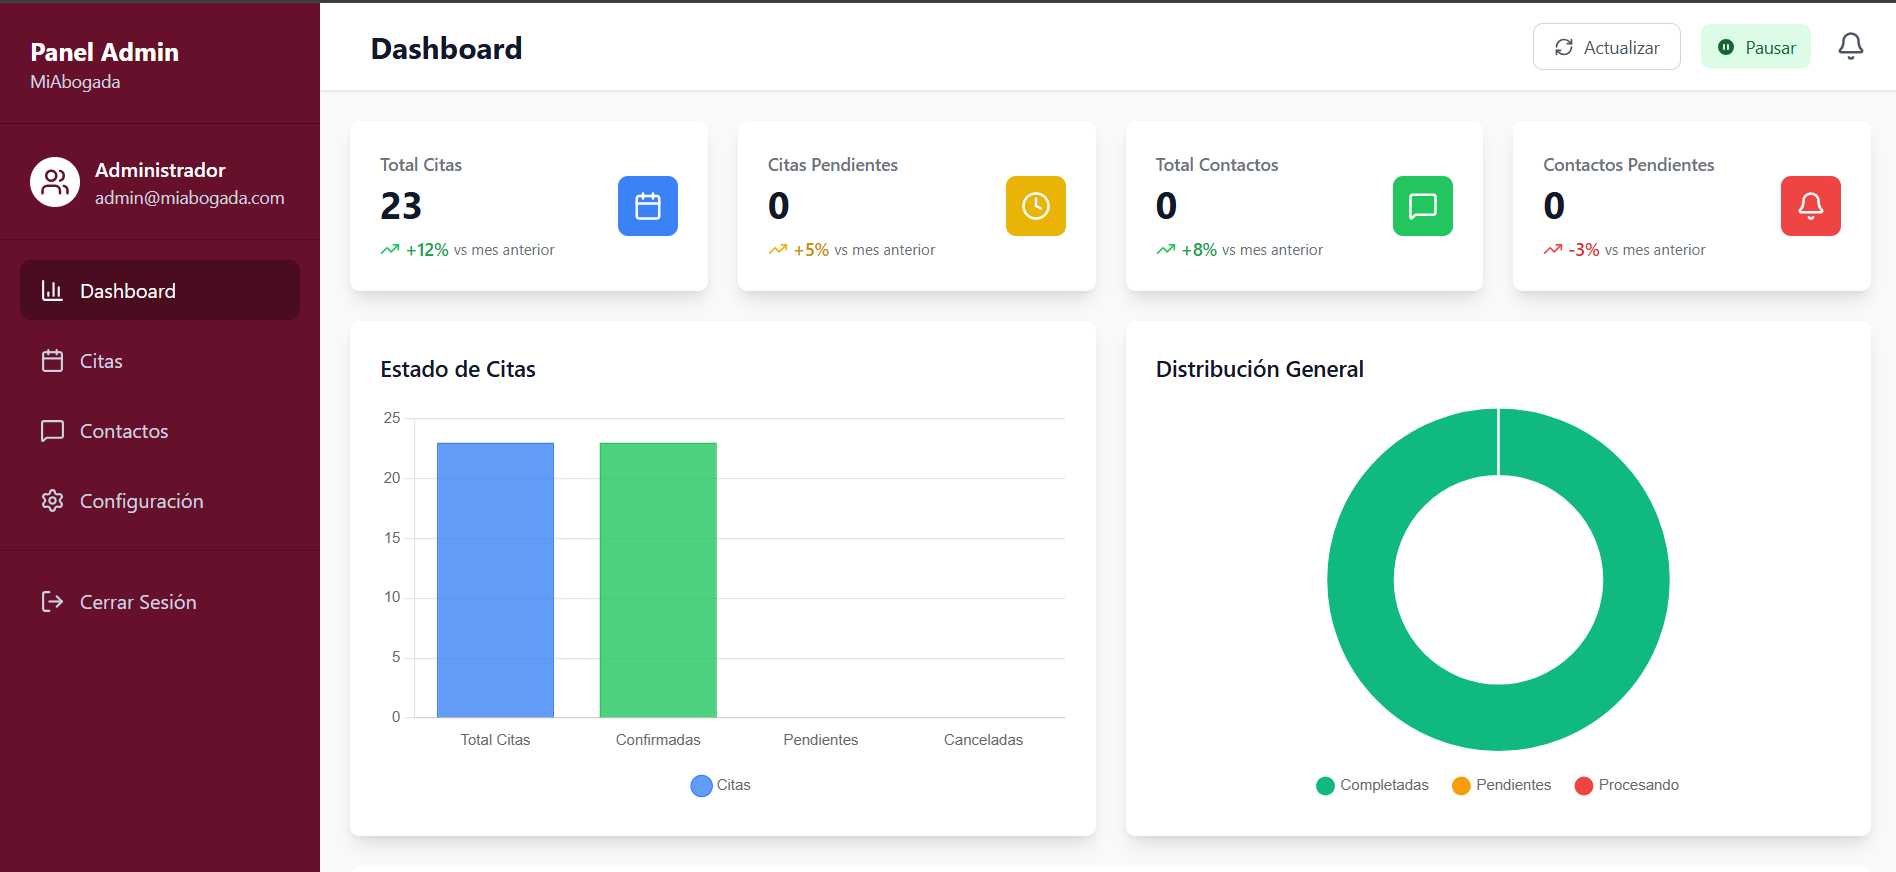 Panel Admin
MiAbogada
Administrador
admin@miabogada.com
Dashboard
Citas
Contactos
Configuración
Cerrar Sesión
Dashboard
Actualizar
Pausar
Total Citas
23
+12% vs mes anterior
Citas Pendientes
0
+5% vs mes anterior
Total Contactos
0
+8% vs mes anterior
Contactos Pendientes
0
-3% vs mes anterior
Estado de Citas
25
20
15
10
5
0
Total Citas
Confirmadas
Pendientes
Canceladas
Citas
Distribución General
Completadas
Pendientes
Procesando